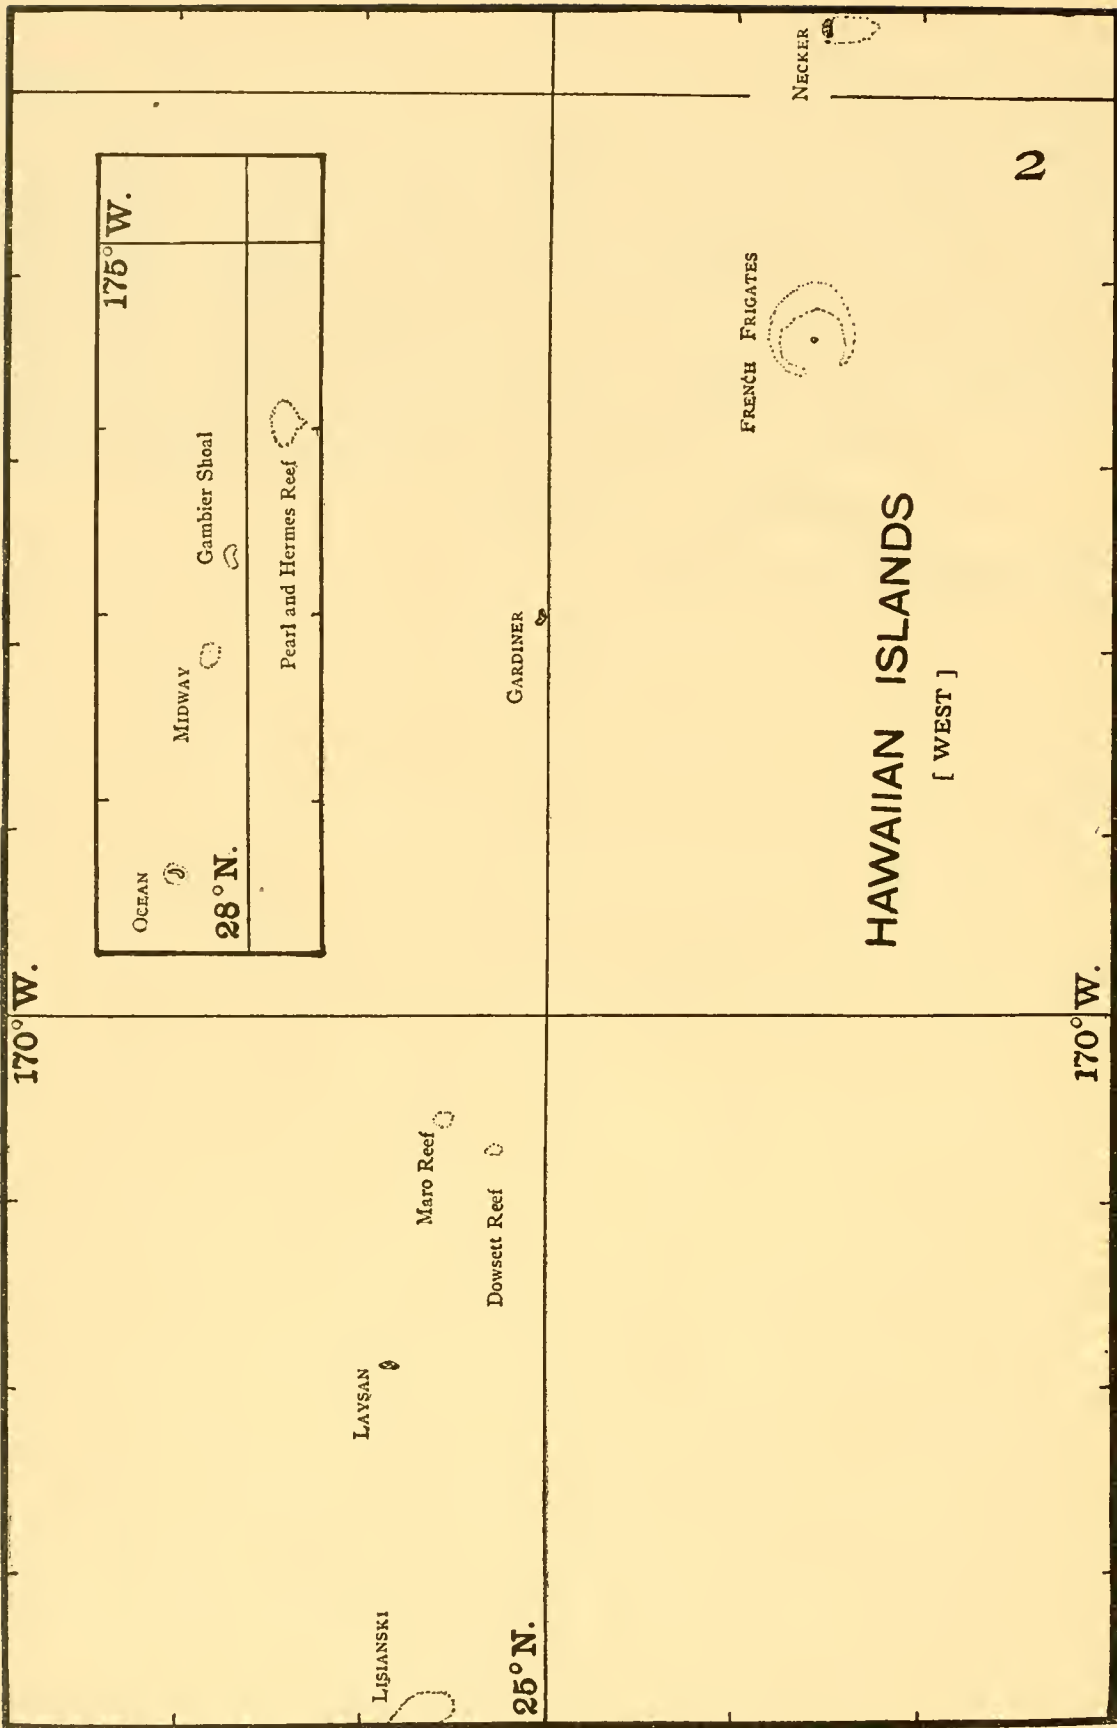 170° W.
OCEAN
MIDWAY
Gambier Shoal
175° W.
28° N.
Pearl and Hermes Reef
LISIANSKI
LAYSAN
Maro Reef
Dowsett Reef
25° N.
GARDINER
FRENCH FRIGATES
NECKER
HAWAIIAN ISLANDS
[ WEST ]
170° W.
2